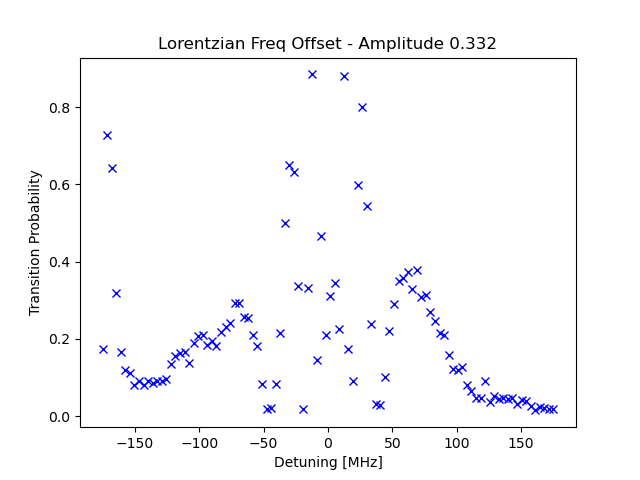 Lorentzian Freq Offset - Amplitude 0.332
Transition Probability
0.8
0.6
0.4
0.2
0.0
−150 −100 −50 0 50 100 150
Detuning [MHz]